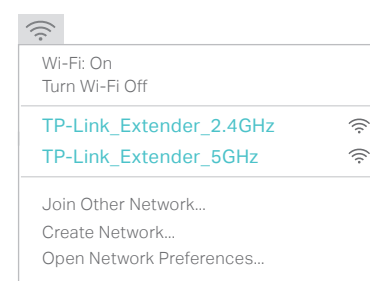 Wi-Fi: On
Turn Wi-Fi Off
TP-Link_Extender_2.4GHz
TP-Link_Extender_5GHz
Join Other Network...
Create Network...
Open Network Preferences...